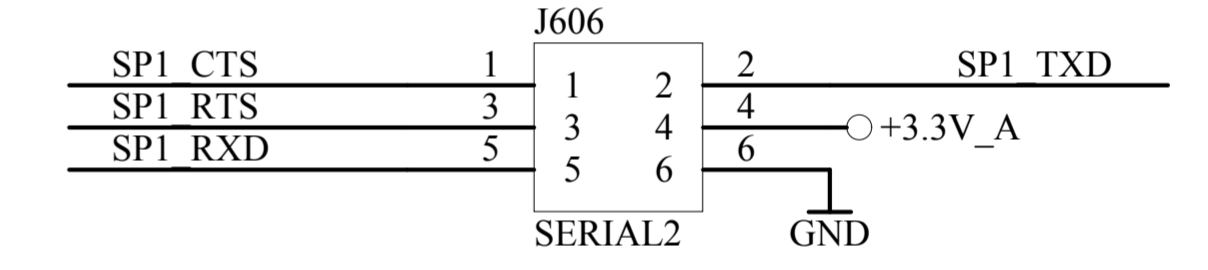 J606
SP1_CTS 1 1 2 2 SP1_TXD
SP1_RTS 3 3 4 4 +3.3V_A
SP1_RXD 5 5 6 6
SERIAL2 GND